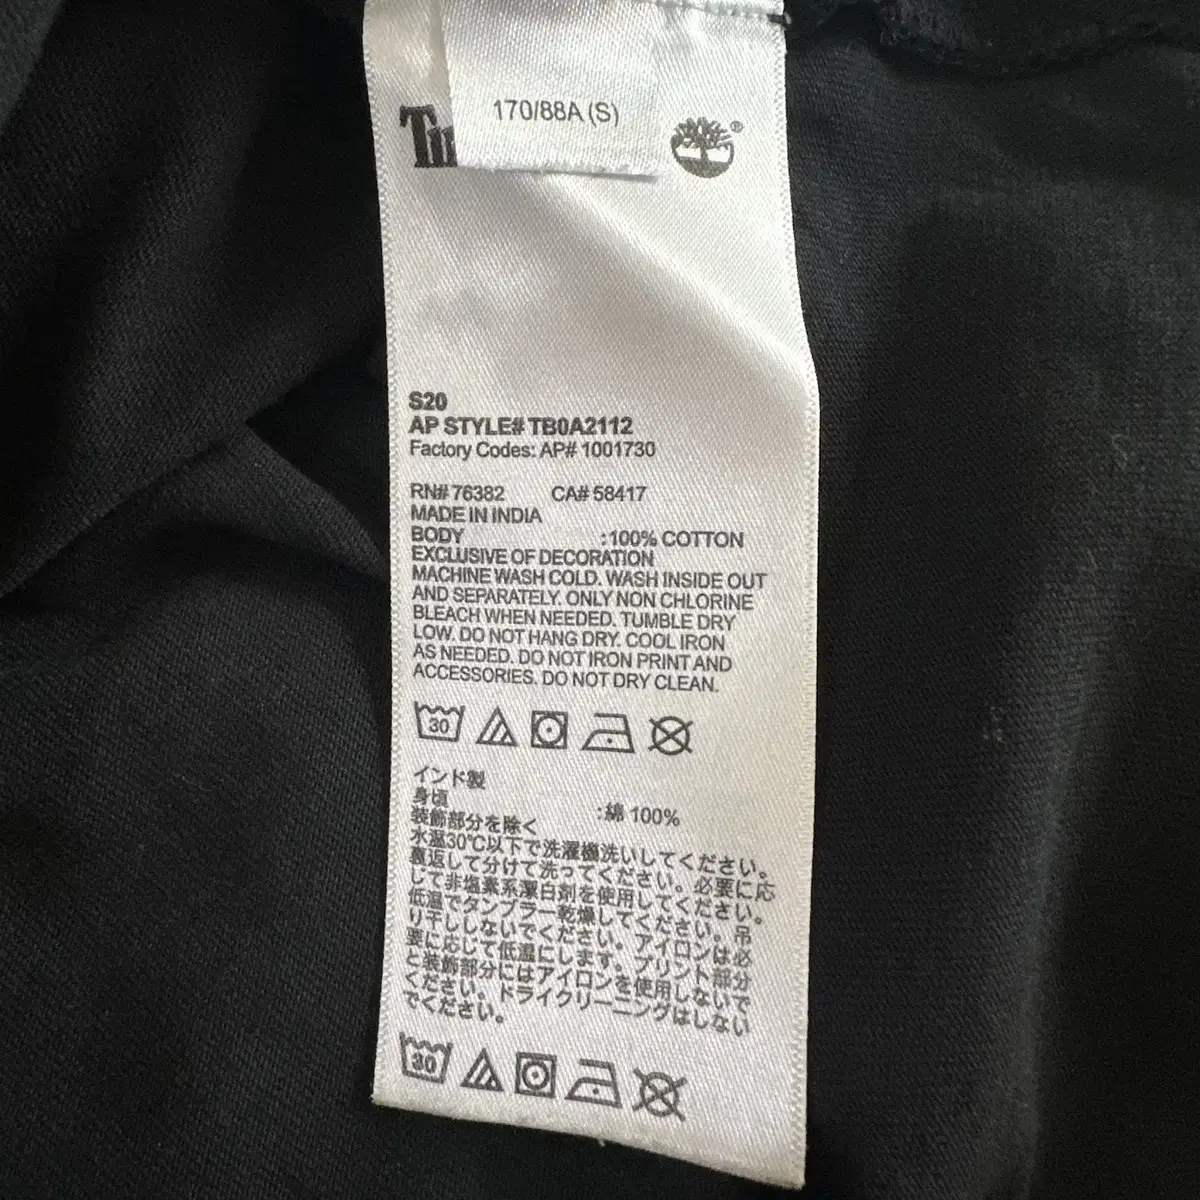 170/88A (S)
®
S20
AP STYLE# TB0A2112
Factory Codes: AP# 1001730
RN# 76382 CA# 58417
MADE IN INDIA
BODY :100% COTTON
EXCLUSIVE OF DECORATION
MACHINE WASH COLD. WASH INSIDE OUT
AND SEPARATELY. ONLY NON CHLORINE
BLEACH WHEN NEEDED. TUMBLE DRY
LOW. DO NOT HANG DRY. COOL IRON
AS NEEDED. DO NOT IRON PRINT AND
ACCESSORIES. DO NOT DRY CLEAN.
30
インド製
身頃 :綿 100%
装飾部分を除く
水温30℃以下で洗濯機洗いしてください。
裏返して分けて洗ってください。必要に応
じて非塩素系漂白剤を使用してください。
低温でタンブラー乾燥してください。吊
り干ししないでください。アイロンは必
要に応じて低温にします。プリント部分
と装飾部分にはアイロンを使用しないで
ください。ドライクリーニングはしない
でください。
30